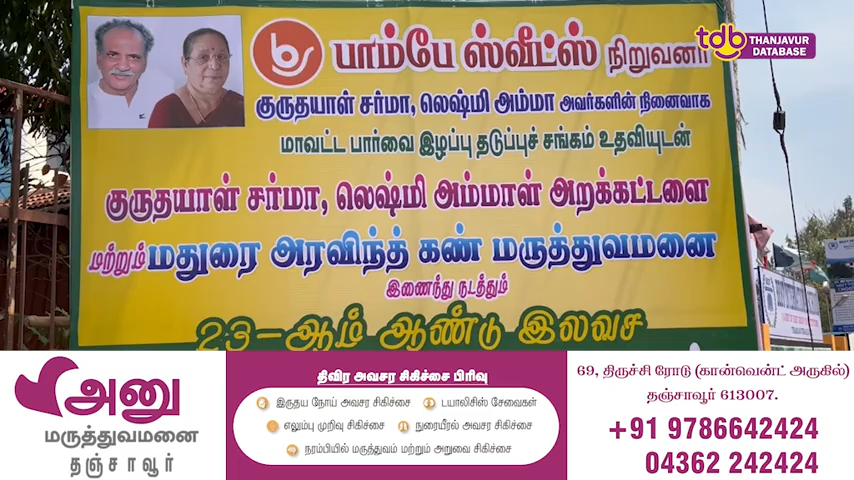 tdb THANJAVUR DATABASE
bs பாம்பே ஸ்வீட்ஸ் நிறுவனர்
குருதயாள் சர்மா, லெஷ்மி அம்மா அவர்களின் நினைவாக
மாவட்ட பார்வை இழப்பு தடுப்புச் சங்கம் உதவியுடன்
குருதயாள் சர்மா, லெஷ்மி அம்மாள் அறக்கட்டளை
மற்றும் மதுரை அரவிந்த் கண் மருத்துவமனை
இணைந்து நடத்தும்
23-ஆம் ஆண்டு இலவச
அனு
மருத்துவமனை
தஞ்சாவூர்
தீவிர அவசர சிகிச்சை பிரிவு
இருதய நோய் அவசர சிகிச்சை
டயாலிசிஸ் சேவைகள்
எலும்பு முறிவு சிகிச்சை
நுரையீரல் அவசர சிகிச்சை
நரம்பியல் மருத்துவம் மற்றும் அறுவை சிகிச்சை
69, திருச்சி ரோடு (கான்வென்ட் அருகில்)
தஞ்சாவூர் 613007.
+91 9786642424
04362 242424